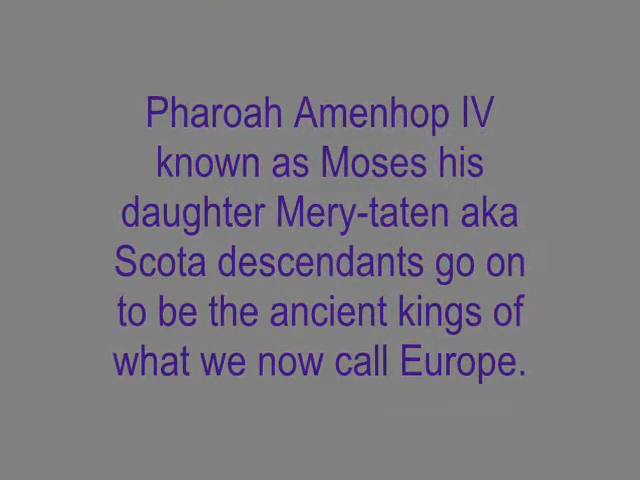 Pharoah Amenhop IV
known as Moses his
daughter Mery-taten aka
Scota descendants go on
to be the ancient kings of
what we now call Europe.